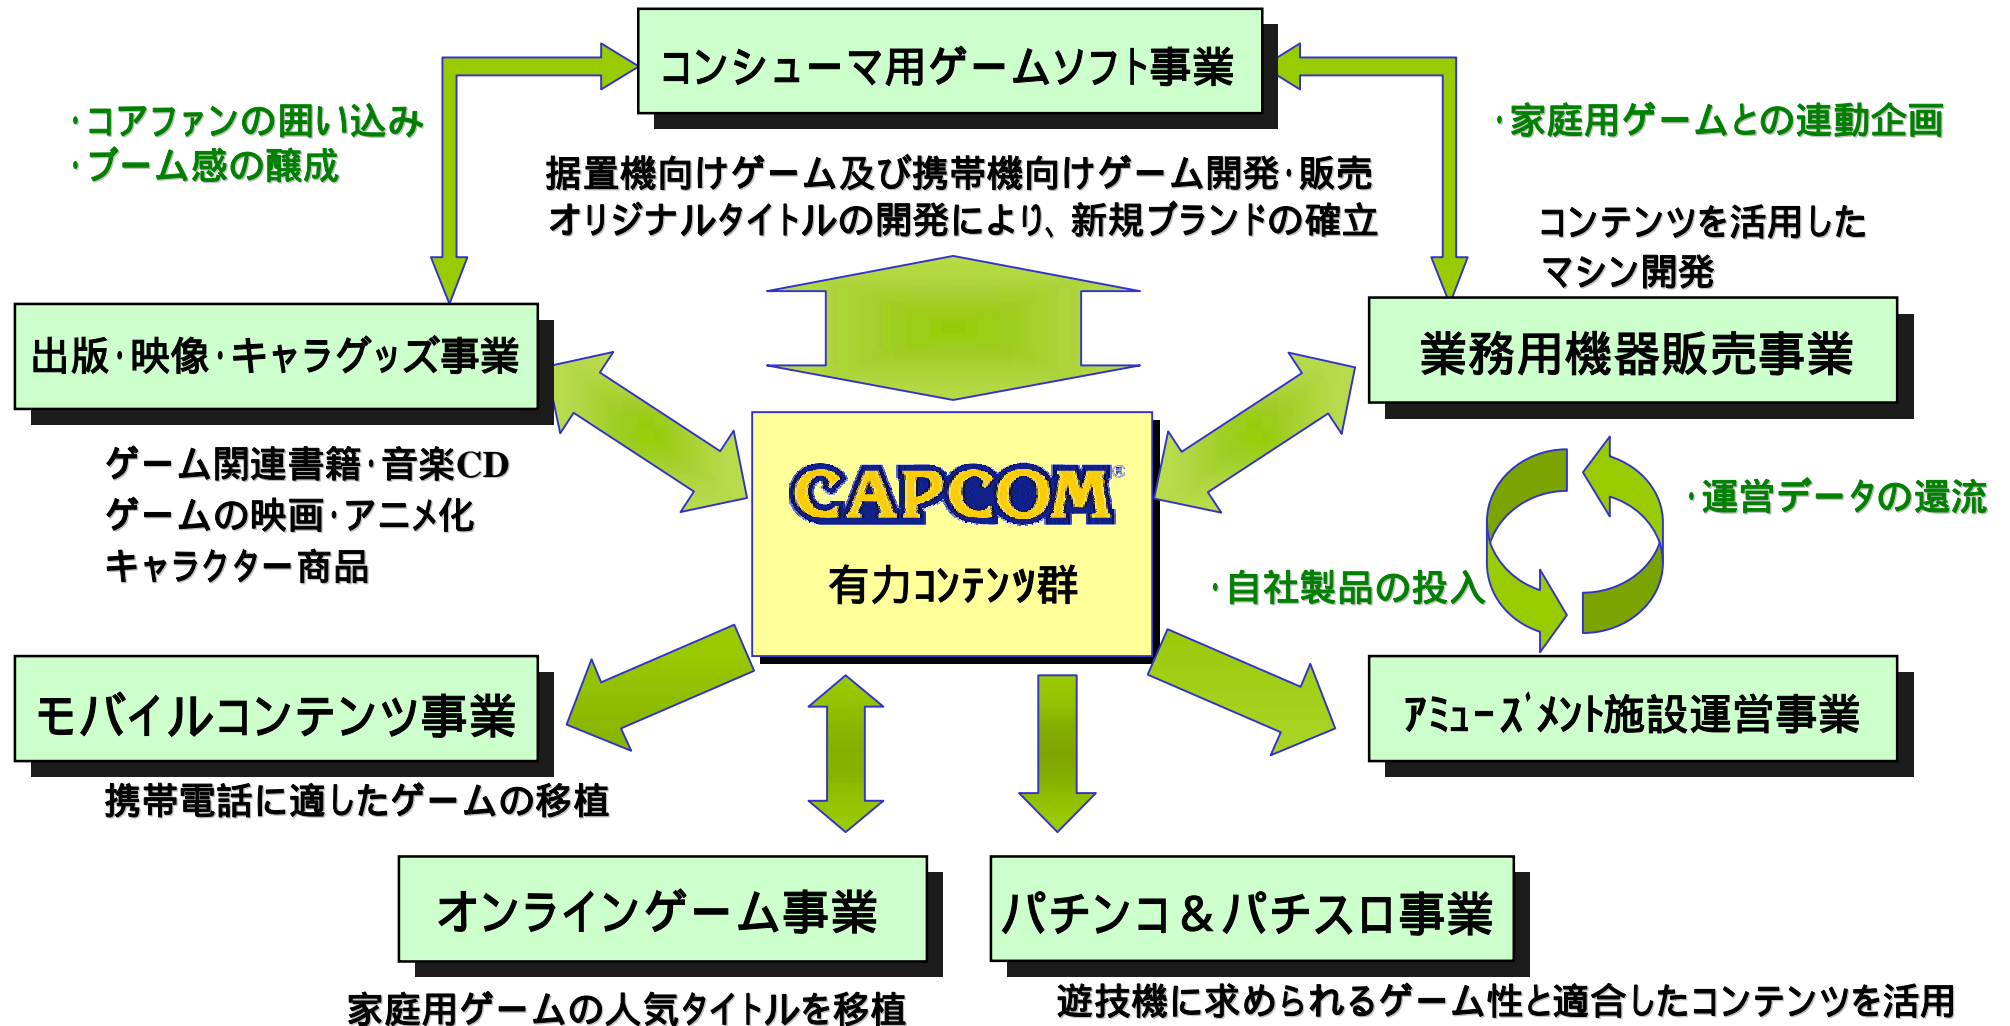 コンシューマ用ゲームソフト事業
・コアファンの囲い込み
・ブーム感の醸成
・家庭用ゲームとの連動企画
据置機向けゲーム及び携帯機向けゲーム開発・販売
オリジナルタイトルの開発により、新規ブランドの確立
コンテンツを活用した
マシン開発
出版・映像・キャラグッズ事業
業務用機器販売事業
ゲーム関連書籍・音楽CD
ゲームの映画・アニメ化
キャラクター商品
CAPCOM®
有力コンテンツ群
・運営データの還流
・自社製品の投入
モバイルコンテンツ事業
アミューズメント施設運営事業
携帯電話に適したゲームの移植
オンラインゲーム事業
パチンコ＆パチスロ事業
家庭用ゲームの人気タイトルを移植
遊技機に求められるゲーム性と適合したコンテンツを活用